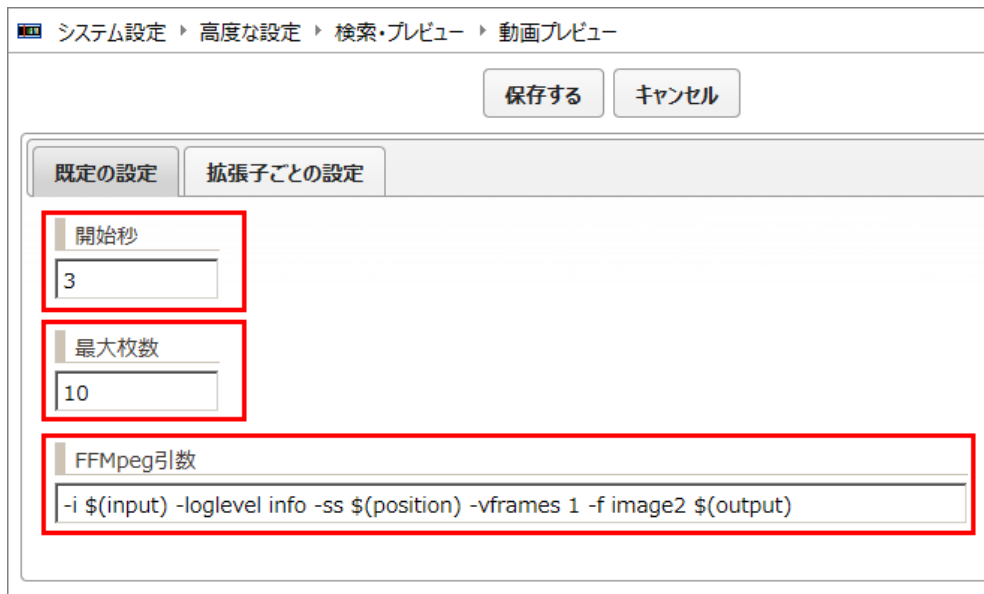 システム設定 ▸ 高度な設定 ▸ 検索・プレビュー ▸ 動画プレビュー
保存する キャンセル
既定の設定 拡張子ごとの設定
開始秒
3
最大枚数
10
FFMpeg引数
-i $(input) -loglevel info -ss $(position) -vframes 1 -f image2 $(output)